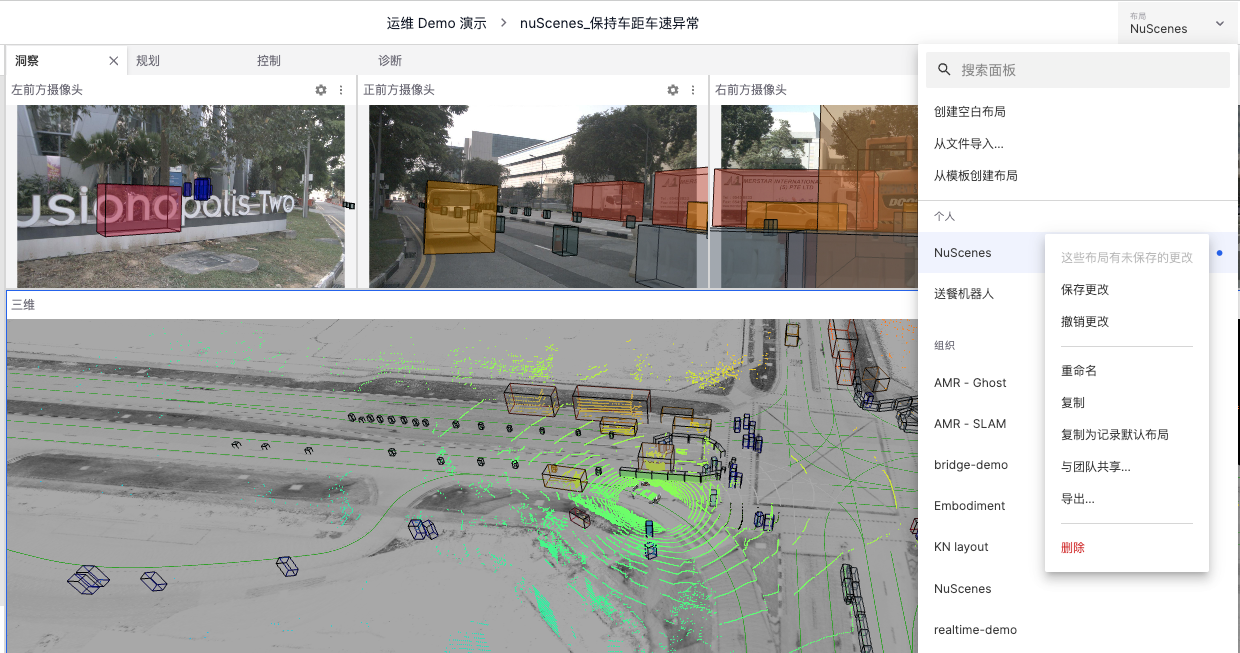 运维 Demo 演示 > nuScenes_保持车距车速异常
布局
NuScenes
洞察
规划
控制
诊断
左前方摄像头
正前方摄像头
右前方摄像头
usionopolis Two
三维
搜索面板
创建空白布局
从文件导入...
从模板创建布局
个人
NuScenes
送餐机器人
组织
AMR - Ghost
AMR - SLAM
bridge-demo
Embodiment
KN layout
NuScenes
realtime-demo
这些布局有未保存的更改
保存更改
撤销更改
重命名
复制
复制为记录默认布局
与团队共享...
导出...
删除